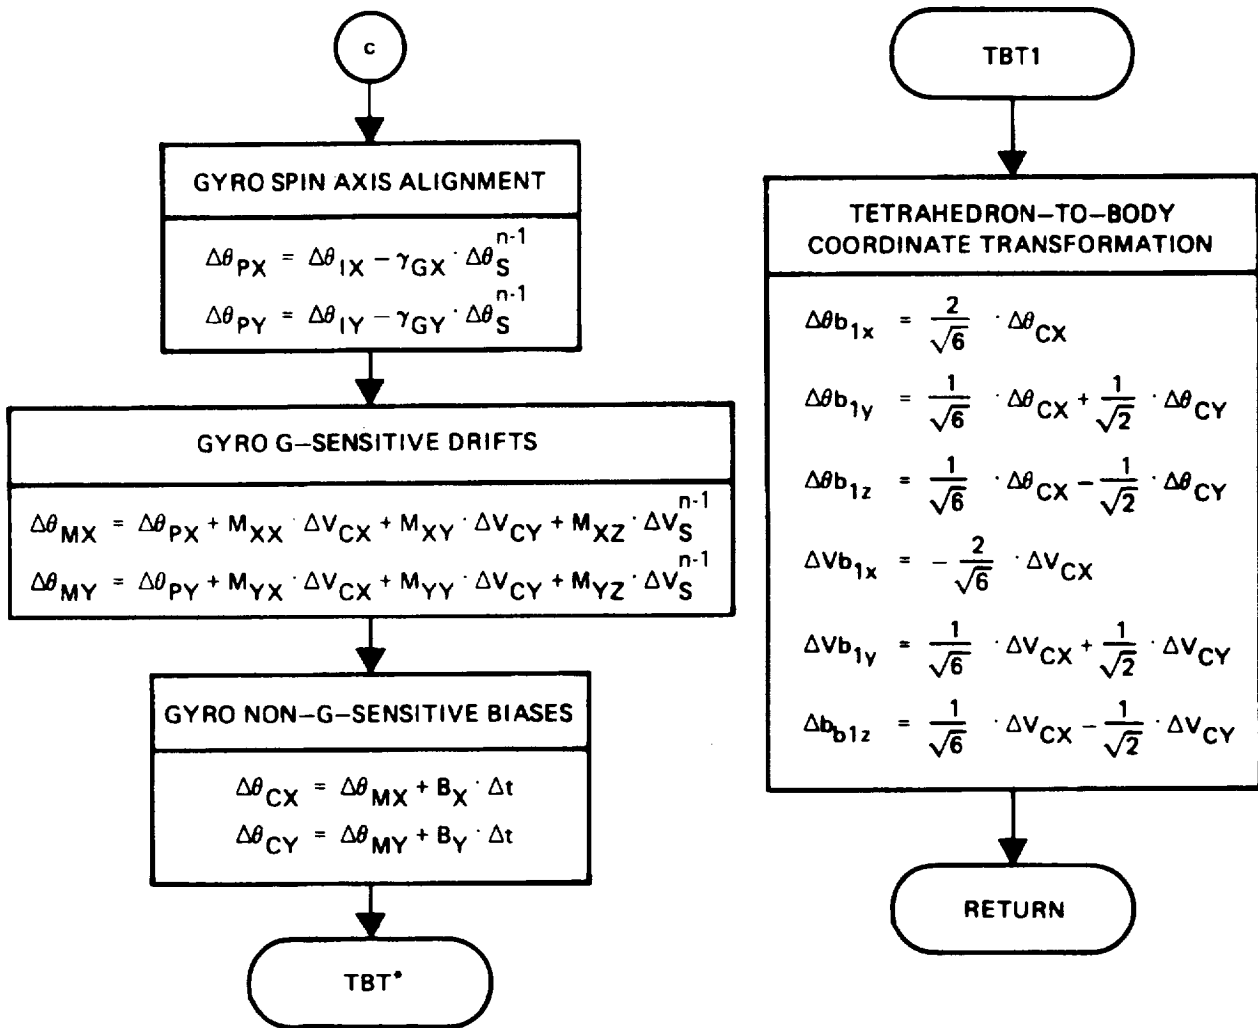 c
GYRO SPIN AXIS ALIGNMENT
Δθ_PX = Δθ_IX − γ_GX · Δθ_S^n-1
Δθ_PY = Δθ_IY − γ_GY · Δθ_S^n-1
GYRO G–SENSITIVE DRIFTS
Δθ_MX = Δθ_PX + M_XX · ΔV_CX + M_XY · ΔV_CY + M_XZ · ΔV_S^n-1
Δθ_MY = Δθ_PY + M_YX · ΔV_CX + M_YY · ΔV_CY + M_YZ · ΔV_S^n-1
GYRO NON–G–SENSITIVE BIASES
Δθ_CX = Δθ_MX + B_X · Δt
Δθ_CY = Δθ_MY + B_Y · Δt
TBT*
TBT1
TETRAHEDRON–TO–BODY
COORDINATE TRANSFORMATION
Δθb_1x = 2/√6 · Δθ_CX
Δθb_1y = 1/√6 · Δθ_CX + 1/√2 · Δθ_CY
Δθb_1z = 1/√6 · Δθ_CX − 1/√2 · Δθ_CY
ΔVb_1x = − 2/√6 · ΔV_CX
ΔVb_1y = 1/√6 · ΔV_CX + 1/√2 · ΔV_CY
Δb_b1z = 1/√6 · ΔV_CX − 1/√2 · ΔV_CY
RETURN